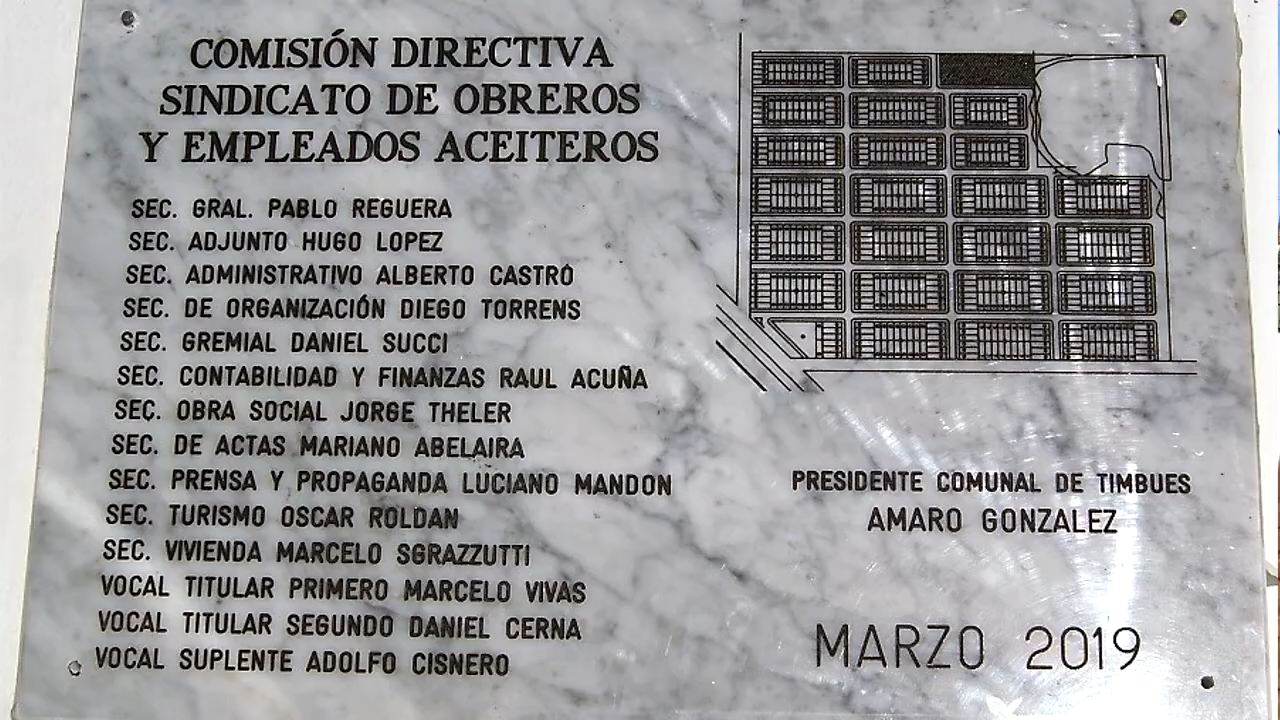 COMISIÓN DIRECTIVA
SINDICATO DE OBREROS
Y EMPLEADOS ACEITEROS
SEC. GRAL. PABLO REGUERA
SEC. ADJUNTO HUGO LOPEZ
SEC. ADMINISTRATIVO ALBERTO CASTRO
SEC. DE ORGANIZACIÓN DIEGO TORRENS
SEC. GREMIAL DANIEL SUCCI
SEC. CONTABILIDAD Y FINANZAS RAUL ACUÑA
SEC. OBRA SOCIAL JORGE THELER
SEC. DE ACTAS MARIANO ABELAIRA
SEC. PRENSA Y PROPAGANDA LUCIANO MANDON
SEC. TURISMO OSCAR ROLDAN
SEC. VIVIENDA MARCELO SGRAZZUTTI
VOCAL TITULAR PRIMERO MARCELO VIVAS
VOCAL TITULAR SEGUNDO DANIEL CERNA
VOCAL SUPLENTE ADOLFO CISNERO
PRESIDENTE COMUNAL DE TIMBUES
AMARO GONZALEZ
MARZO 2019